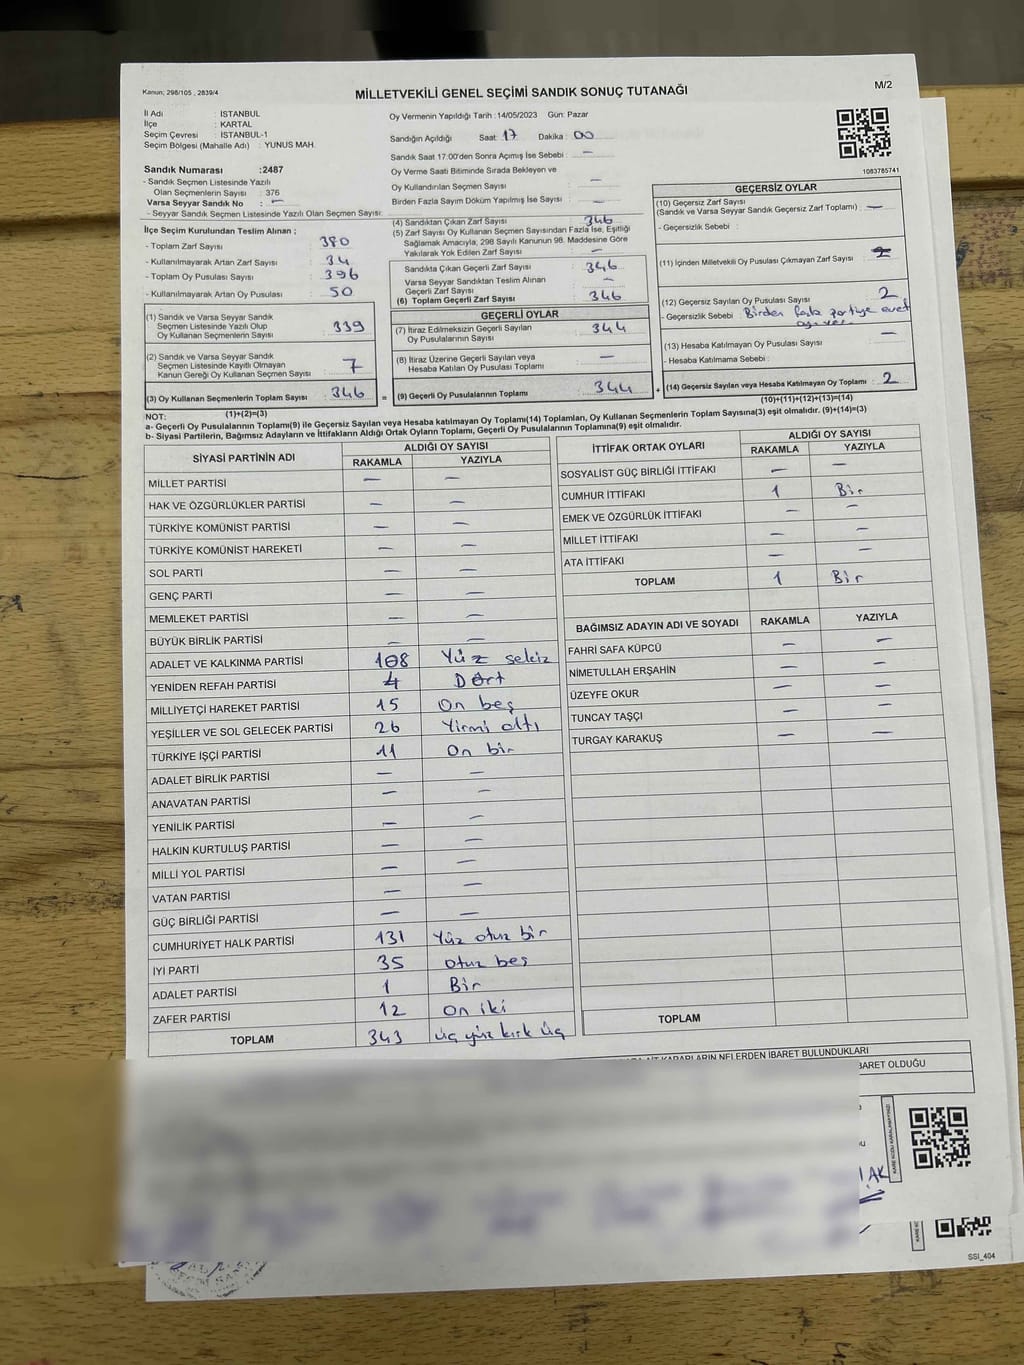 Kanun; 298/105 , 2839/4
MİLLETVEKİLİ GENEL SEÇİMİ SANDIK SONUÇ TUTANAĞI
M/2
İl Adı : İSTANBUL
İlçe : KARTAL
Seçim Çevresi : İSTANBUL-1
Seçim Bölgesi (Mahalle Adı) : YUNUS MAH.
Sandık Numarası :2487
- Sandık Seçmen Listesinde Yazılı
Olan Seçmenlerin Sayısı : 376
Varsa Seyyar Sandık No : —
- Seyyar Sandık Seçmen Listesinde Yazılı Olan Seçmen Sayısı:
İlçe Seçim Kurulundan Teslim Alınan ;
- Toplam Zarf Sayısı : 380
- Kullanılmayarak Artan Zarf Sayısı : 34
- Toplam Oy Pusulası Sayısı : 396
- Kullanılmayarak Artan Oy Pusulası : 50
(1) Sandık ve Varsa Seyyar Sandık
Seçmen Listesinde Yazılı Olup
Oy Kullanan Seçmenlerin Sayısı : 339
(2) Sandık ve Varsa Seyyar Sandık
Seçmen Listesinde Kayıtlı Olmayan
Kanun Gereği Oy Kullanan Seçmen Sayısı : 7
(3) Oy Kullanan Seçmenlerin Toplam Sayısı : 346
(1)+(2)=(3)
Oy Vermenin Yapıldığı Tarih :14/05/2023 Gün: Pazar
Sandığın Açıldığı Saat: 17 Dakika : 00
Sandık Saat 17:00'den Sonra Açımış İse Sebebi : —
Oy Verme Saati Bitiminde Sırada Bekleyen ve
Oy Kullandırılan Seçmen Sayısı : —
Birden Fazla Sayım Döküm Yapılmış İse Sayısı : —
(4) Sandıktan Çıkan Zarf Sayısı : 346
(5) Zarf Sayısı Oy Kullanan Seçmen Sayısından Fazla İse, Eşitliği
Sağlamak Amacıyla, 298 Sayılı Kanunun 98. Maddesine Göre
Yakılarak Yok Edilen Zarf Sayısı : —
Sandıkta Çıkan Geçerli Zarf Sayısı : 346
Varsa Seyyar Sandıktan Teslim Alınan
Geçerli Zarf Sayısı : —
(6) Toplam Geçerli Zarf Sayısı : 346
GEÇERLİ OYLAR
(7) İtiraz Edilmeksizin Geçerli Sayılan
Oy Pusulalarının Sayısı : 344
(8) İtiraz Üzerine Geçerli Sayılan veya
Hesaba Katılan Oy Pusulası Toplamı : —
= (9) Geçerli Oy Pusulalarının Toplamı : 344
1083785741
GEÇERSİZ OYLAR
(10) Geçersiz Zarf Sayısı
(Sandık ve Varsa Seyyar Sandık Geçersiz Zarf Toplamı) : —
- Geçersizlik Sebebi :
(11) İçinden Milletvekili Oy Pusulası Çıkmayan Zarf Sayısı :
(12) Geçersiz Sayılan Oy Pusulası Sayısı : 2
- Geçersizlik Sebebi : Birden fazla partiye evet
(13) Hesaba Katılmayan Oy Pusulası Sayısı : —
- Hesaba Katılmama Sebebi :
+ (14) Geçersiz Sayılan veya Hesaba Katılmayan Oy Toplamı : 2
(10)+(11)+(12)+(13)=(14)
NOT:
a- Geçerli Oy Pusulalarının Toplamı(9) ile Geçersiz Sayılan veya Hesaba katılmayan Oy Toplamı(14) Toplamları, Oy Kullanan Seçmenlerin Toplam Sayısına(3) eşit olmalıdır. (9)+(14)=(3)
b- Siyasi Partilerin, Bağımsız Adayların ve İttifakların Aldığı Ortak Oyların Toplamı, Geçerli Oy Pusulalarının Toplamına(9) eşit olmalıdır.
SİYASİ PARTİNİN ADI ALDIĞI OY SAYISI
RAKAMLA YAZIYLA
MİLLET PARTİSİ — —
HAK VE ÖZGÜRLÜKLER PARTİSİ — —
TÜRKİYE KOMÜNİST PARTİSİ — —
TÜRKİYE KOMÜNİST HAREKETİ — —
SOL PARTİ — —
GENÇ PARTİ — —
MEMLEKET PARTİSİ — —
BÜYÜK BİRLİK PARTİSİ — —
ADALET VE KALKINMA PARTİSİ 108 Yüz sekiz
YENİDEN REFAH PARTİSİ 4 Dört
MİLLİYETÇİ HAREKET PARTİSİ 15 On beş
YEŞİLLER VE SOL GELECEK PARTİSİ 26 Yirmi altı
TÜRKİYE İŞÇİ PARTİSİ 11 On bir
ADALET BİRLİK PARTİSİ — —
ANAVATAN PARTİSİ — —
YENİLİK PARTİSİ — —
HALKIN KURTULUŞ PARTİSİ — —
MİLLİ YOL PARTİSİ — —
VATAN PARTİSİ — —
GÜÇ BİRLİĞİ PARTİSİ — —
CUMHURİYET HALK PARTİSİ 131 Yüz otuz bir
İYİ PARTİ 35 otuz beş
ADALET PARTİSİ 1 Bir
ZAFER PARTİSİ 12 On iki
TOPLAM 343 üç yüz kırk üç
İTTİFAK ORTAK OYLARI ALDIĞI OY SAYISI
RAKAMLA YAZIYLA
SOSYALİST GÜÇ BİRLİĞİ İTTİFAKI — —
CUMHUR İTTİFAKI 1 Bir
EMEK VE ÖZGÜRLÜK İTTİFAKI — —
MİLLET İTTİFAKI — —
ATA İTTİFAKI — —
TOPLAM 1 Bir
BAĞIMSIZ ADAYIN ADI VE SOYADI RAKAMLA YAZIYLA
FAHRİ SAFA KÜPCÜ — —
NİMETULLAH ERŞAHİN — —
ÜZEYFE OKUR — —
TUNCAY TAŞÇI — —
TURGAY KARAKUŞ — —
TOPLAM
KARARLARIN NELERDEN İBARET BULUNDUKLARI
İBARET OLDUĞU
SSI_404